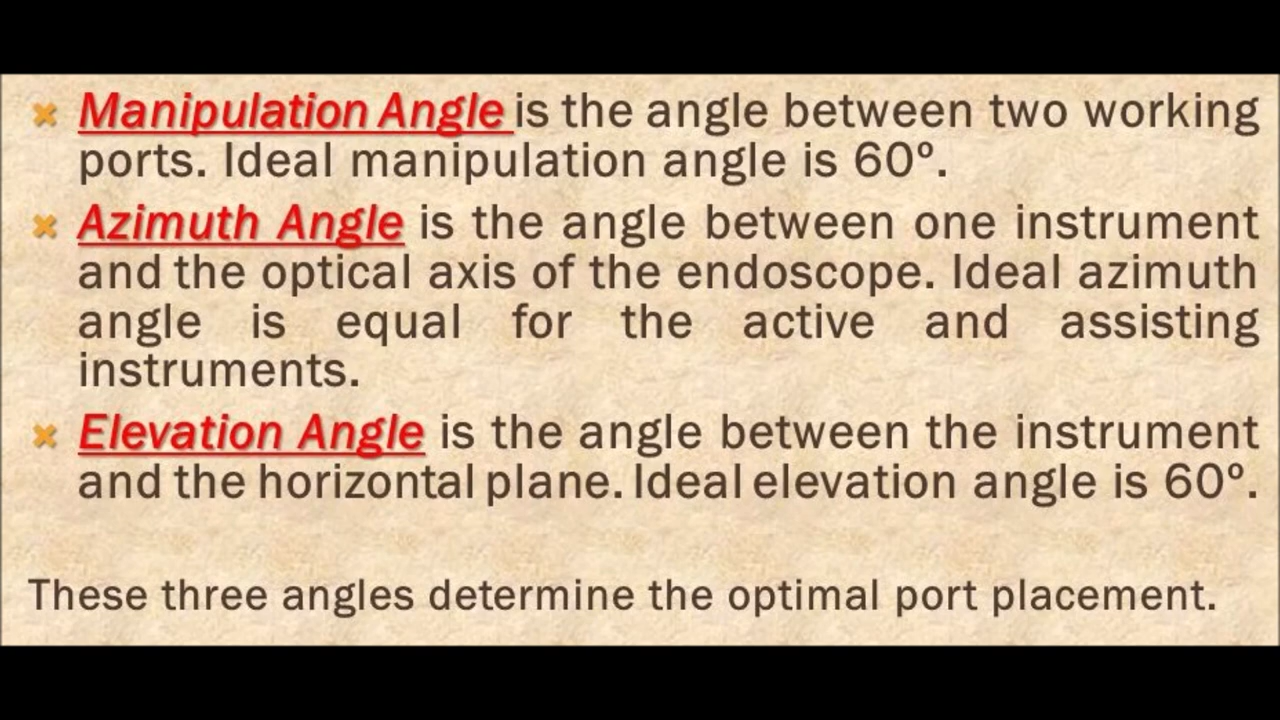 Manipulation Angle is the angle between two working
ports. Ideal manipulation angle is 60º.
Azimuth Angle is the angle between one instrument
and the optical axis of the endoscope. Ideal azimuth
angle is equal for the active and assisting
instruments.
Elevation Angle is the angle between the instrument
and the horizontal plane. Ideal elevation angle is 60º.
These three angles determine the optimal port placement.